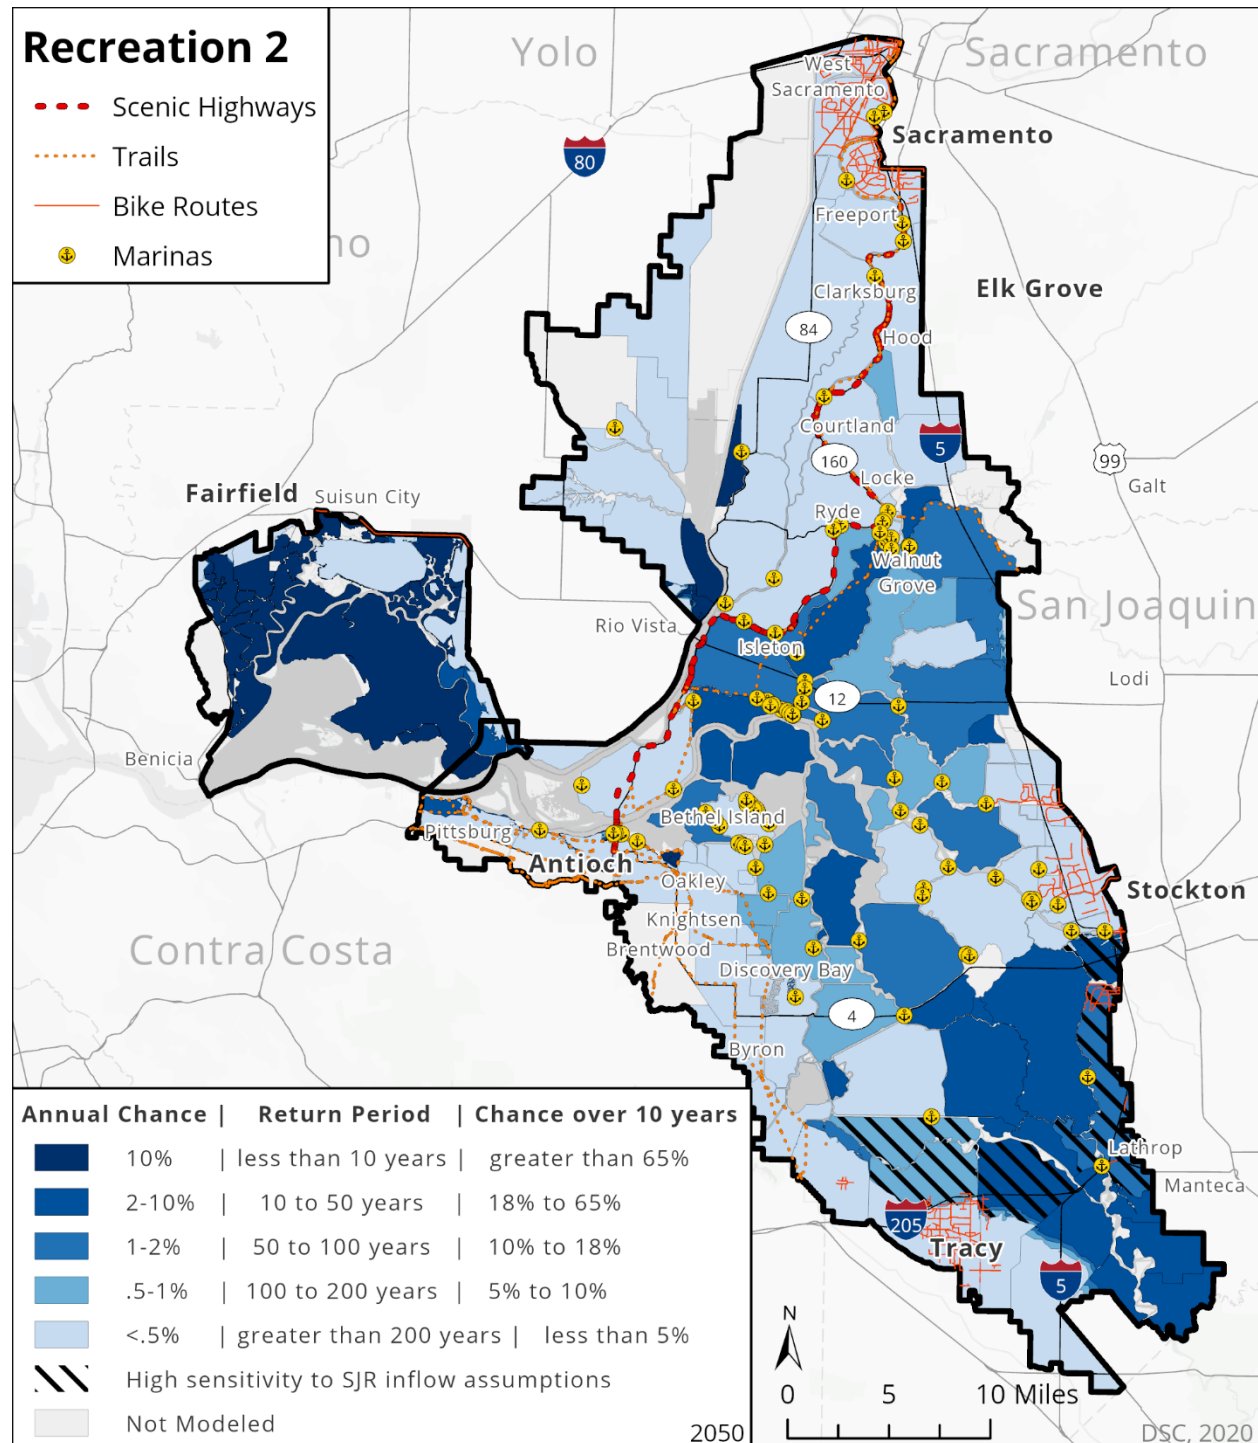 Recreation 2
Scenic Highways
Trails
Bike Routes
Marinas
Yolo
Sacramento
West
Sacramento
Sacramento
80
no
Freeport
Elk Grove
Clarksburg
84
Hood
Courtland
5
160
99
Locke
Galt
Fairfield
Suisun City
Ryde
Walnut
Grove
San Joaquin
Rio Vista
Isleton
Lodi
12
Benicia
Bethel Island
Pittsburg
Antioch
Oakley
Stockton
Knightsen
Contra Costa
Brentwood
Discovery Bay
4
Byron
Lathrop
Manteca
205
Tracy
5
Annual Chance | Return Period | Chance over 10 years
10% | less than 10 years | greater than 65%
2-10% | 10 to 50 years | 18% to 65%
1-2% | 50 to 100 years | 10% to 18%
.5-1% | 100 to 200 years | 5% to 10%
<.5% | greater than 200 years | less than 5%
High sensitivity to SJR inflow assumptions
Not Modeled
N
0 5 10 Miles
2050
DSC, 2020